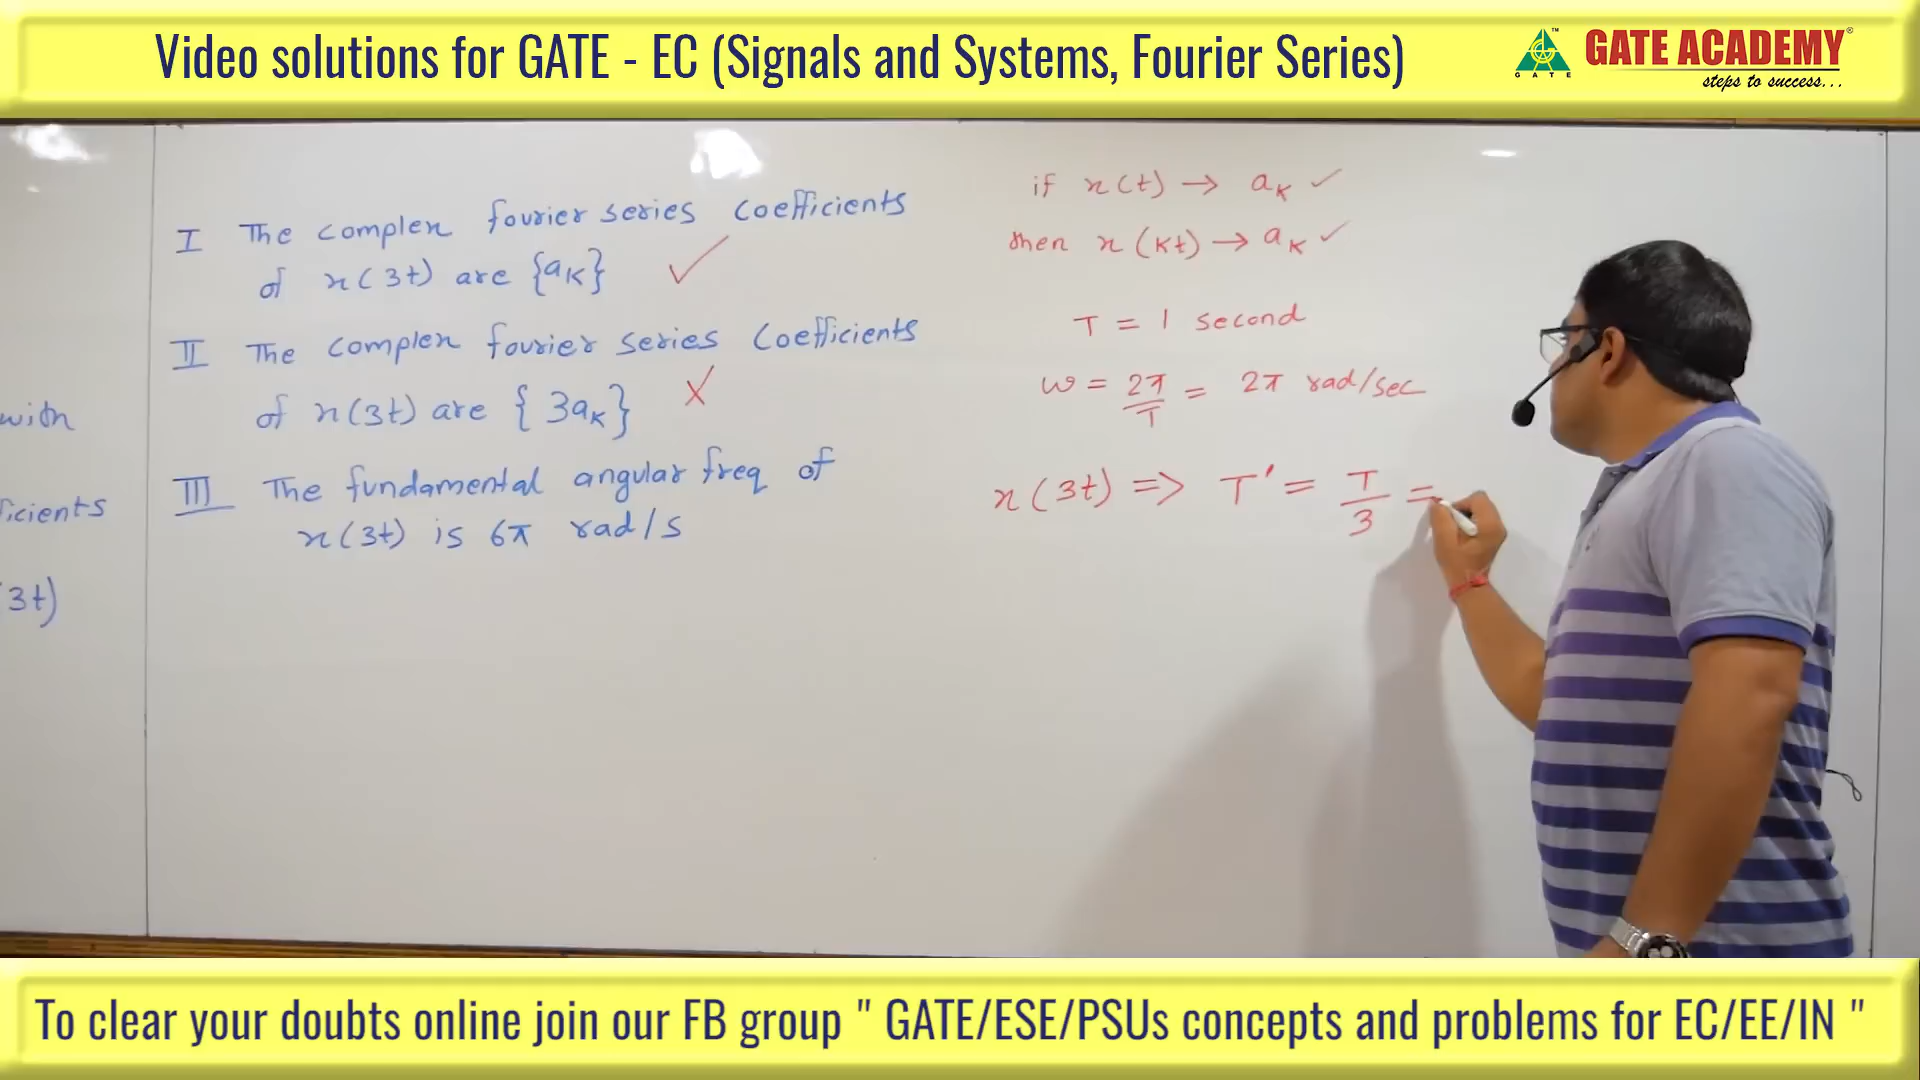 Video solutions for GATE - EC (Signals and Systems, Fourier Series)
GATE
GATE ACADEMY
steps to success...
with
icients
3t)
I The complex fourier series coefficients
of x(3t) are {aK} ✓
II The complex fourier series coefficients
of x(3t) are {3aK} X
III The fundamental angular freq of
x(3t) is 6π rad/s
if x(t) → aK ✓
then x(Kt) → aK ✓
T = 1 second
ω = 2π/T = 2π rad/sec
x(3t) => T' = T/3 =
To clear your doubts online join our FB group " GATE/ESE/PSUs concepts and problems for EC/EE/IN "